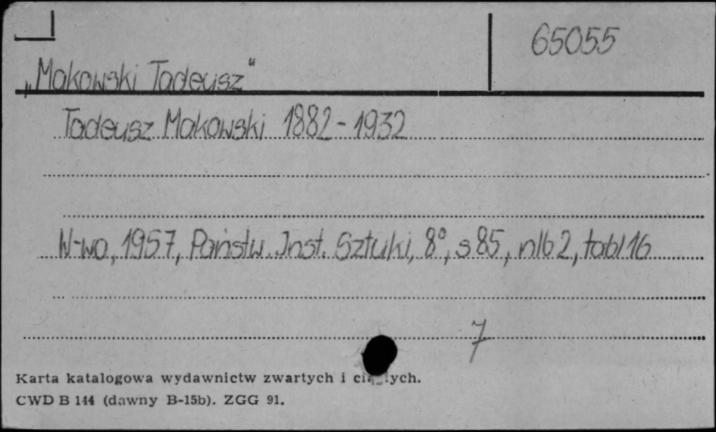 65055
„Makowski Tadeusz"
Tadeusz Makowski 1882-1932
W-wa, 1957, Państw. Inst. Sztuki, 8°, s 85, nlb 2, tabl 16
7
Karta katalogowa wydawnictw zwartych i
CWD B 144 (dawny B-15b). ZGG 91.